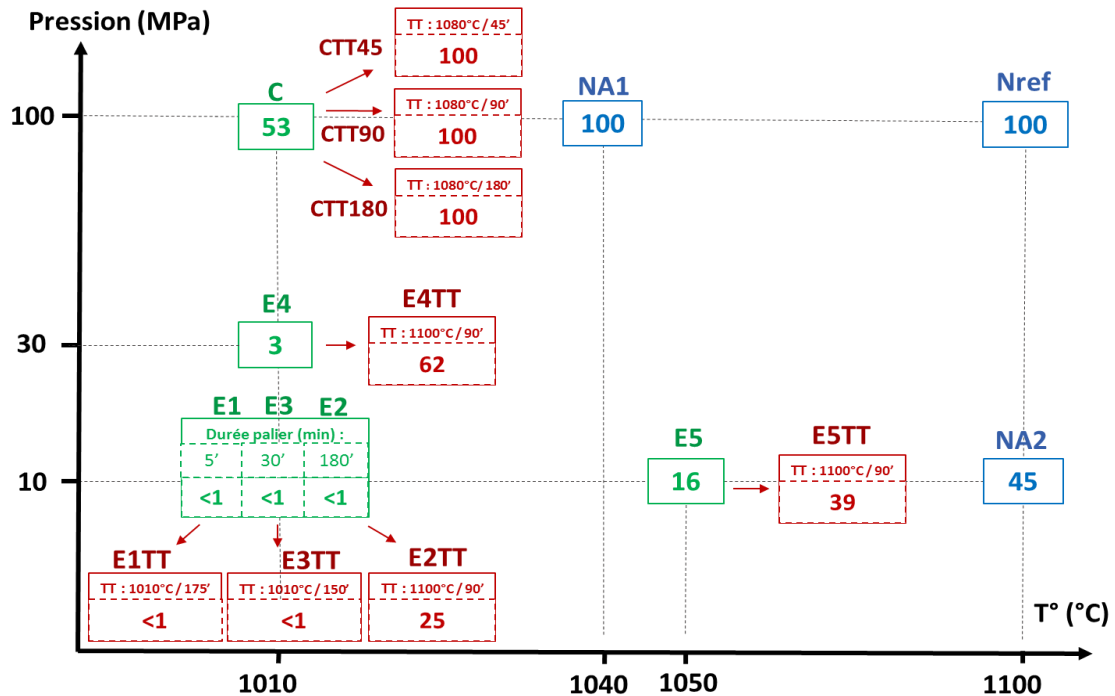 Pression (MPa)
TT : 1080°C/ 45’
CTT45
100
C
TT : 1080°C/ 90’
NA1
Nref
100
53
CTT90
100
100
100
TT : 1080°C/ 180’
CTT180
100
E4
E4TT
TT : 1100°C/ 90’
30
3
62
E1 E3 E2
Durée palier (min) :
5’ 30’ 180’
E5
E5TT
NA2
TT : 1100°C/ 90’
10
<1 <1 <1
16
39
45
E1TT
E3TT
E2TT
TT : 1010°C/ 175’
TT : 1010°C/ 150’
TT : 1100°C/ 90’
<1
<1
25
T° (°C)
1010
1040
1050
1100